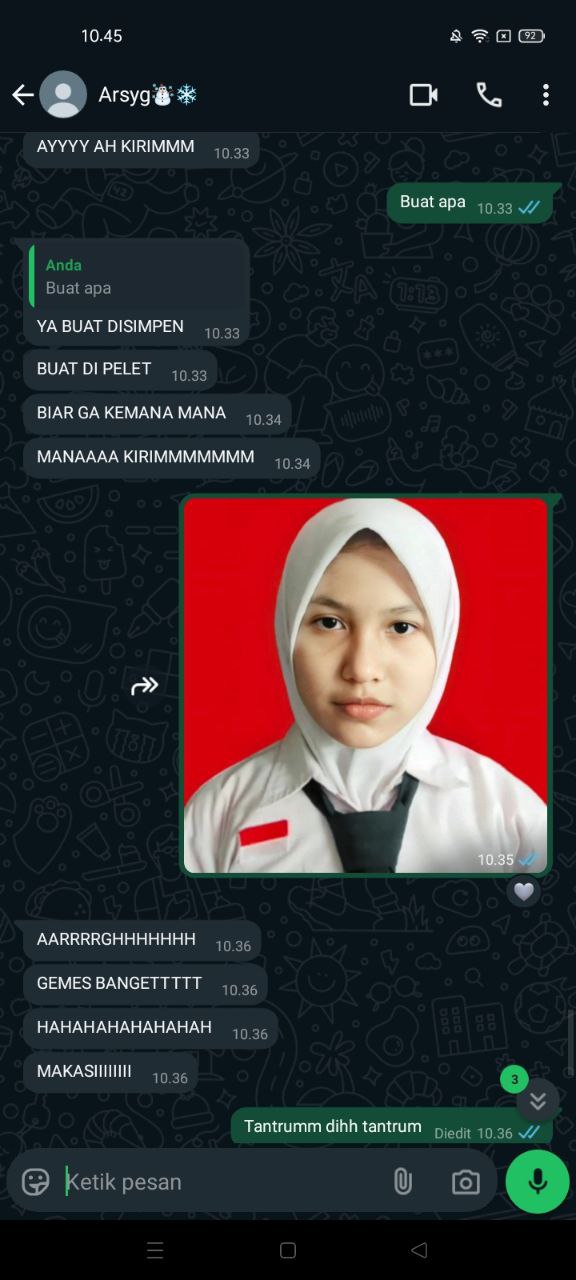 10.45
92
Arsyg☃️❄️
AYYYY AH KIRIMMM 10.33
Buat apa 10.33
Anda
Buat apa
YA BUAT DISIMPEN 10.33
BUAT DI PELET 10.33
BIAR GA KEMANA MANA 10.34
MANAAAA KIRIMMMMMMM 10.34
10.35
AARRRRGHHHHHHH 10.36
GEMES BANGETTTTT 10.36
HAHAHAHAHAHAHAH 10.36
MAKASIIIIIIII 10.36
3
Tantrumm dihh tantrum Diedit 10.36
Ketik pesan